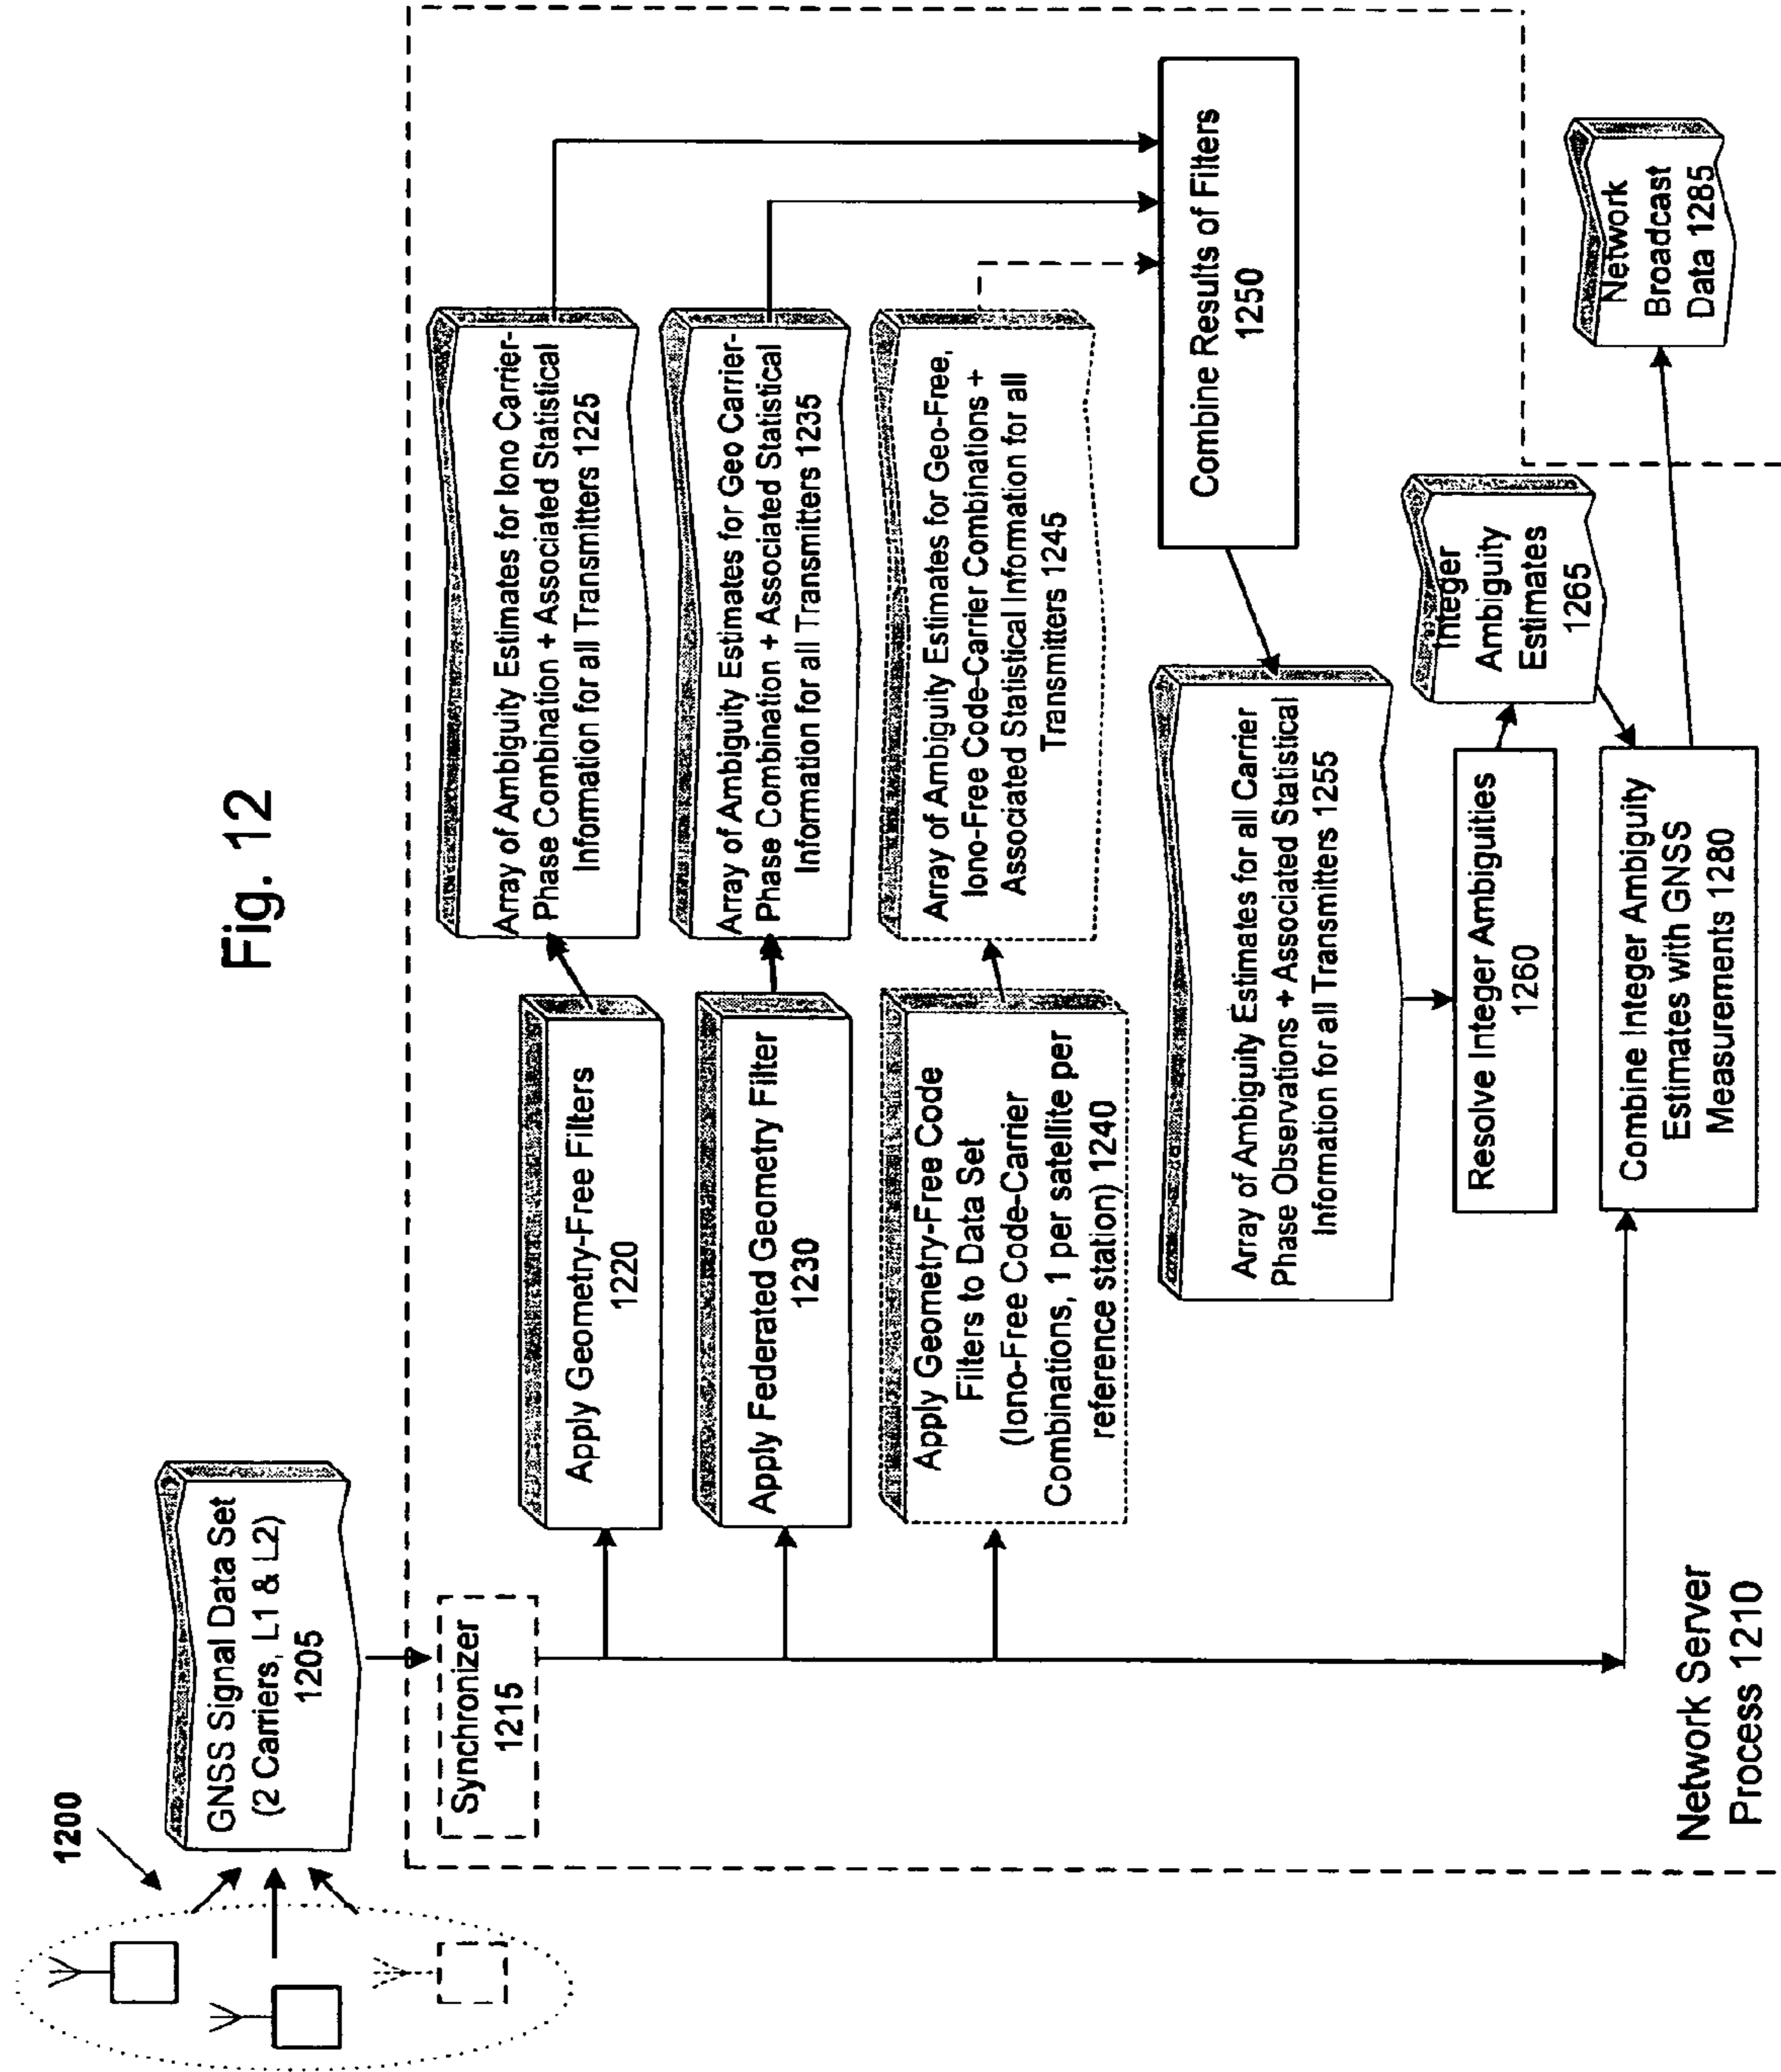 Fig. 12
1200
GNSS Signal Data Set
(2 Carriers, L1 & L2)
1205
Synchronizer
1215
Apply Geometry-Free Filters
1220
Array of Ambiguity Estimates for Iono Carrier-
Phase Combination + Associated Statistical
Information for all Transmitters 1225
Apply Federated Geometry Filter
1230
Array of Ambiguity Estimates for Geo Carrier-
Phase Combination + Associated Statistical
Information for all Transmitters 1235
Apply Geometry-Free Code
Filters to Data Set
(Iono-Free Code-Carrier
Combinations, 1 per satellite per
reference station) 1240
Array of Ambiguity Estimates for Geo-Free,
Iono-Free Code-Carrier Combinations +
Associated Statistical Information for all
Transmitters 1245
Combine Results of Filters
1250
Array of Ambiguity Estimates for all Carrier
Phase Observations + Associated Statistical
Information for all Transmitters 1255
Resolve Integer Ambiguities
1260
Integer
Ambiguity
Estimates
1265
Combine Integer Ambiguity
Estimates with GNSS
Measurements 1280
Network
Broadcast
Data 1285
Network Server
Process 1210